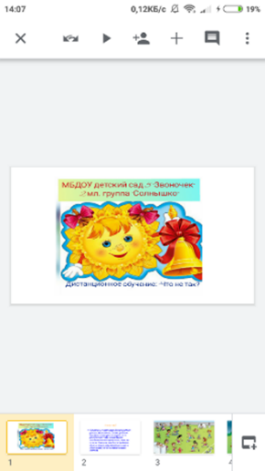 14:07 0,12КБ/с 19%
МБДОУ детский сад Звоночек
мл. группа Солнышко
Дистанционное обучение: Что не так?
1 2 3 4